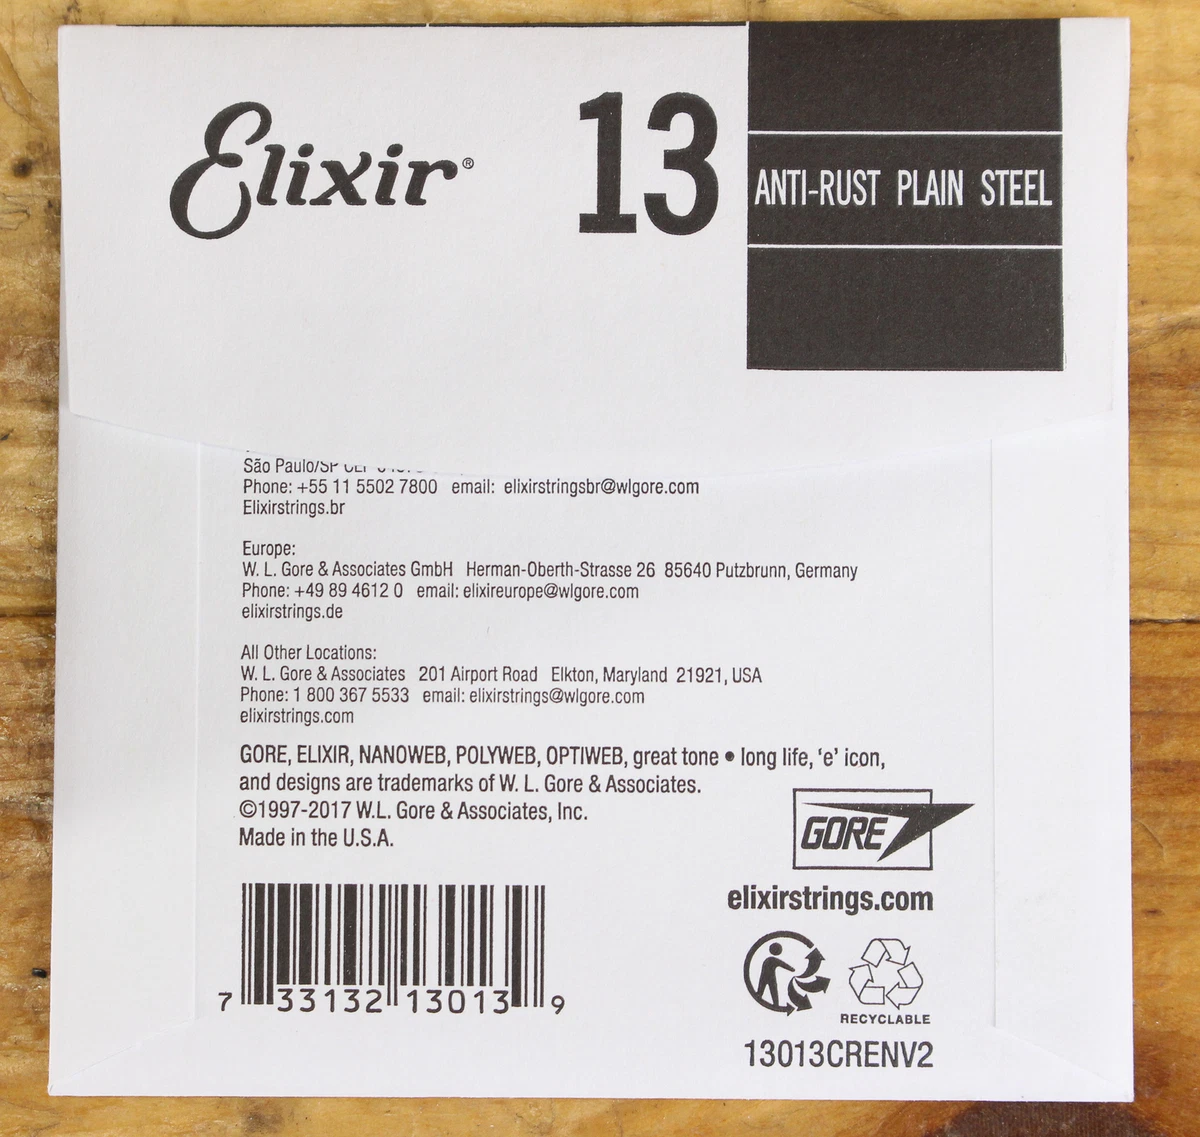 Elixir®
13
ANTI-RUST PLAIN STEEL
São Paulo/SP
Phone: +55 11 5502 7800 email: elixirstringsbr@wlgore.com
Elixirstrings.br
Europe:
W. L. Gore & Associates GmbH Herman-Oberth-Strasse 26 85640 Putzbrunn, Germany
Phone: +49 89 4612 0 email: elixireurope@wlgore.com
elixirstrings.de
All Other Locations:
W. L. Gore & Associates 201 Airport Road Elkton, Maryland 21921, USA
Phone: 1 800 367 5533 email: elixirstrings@wlgore.com
elixirstrings.com
GORE, ELIXIR, NANOWEB, POLYWEB, OPTIWEB, great tone • long life, ‘e’ icon,
and designs are trademarks of W. L. Gore & Associates.
©1997-2017 W.L. Gore & Associates, Inc.
Made in the U.S.A.
GORE
elixirstrings.com
7 33132 13013 9
RECYCLABLE
13013CRENV2